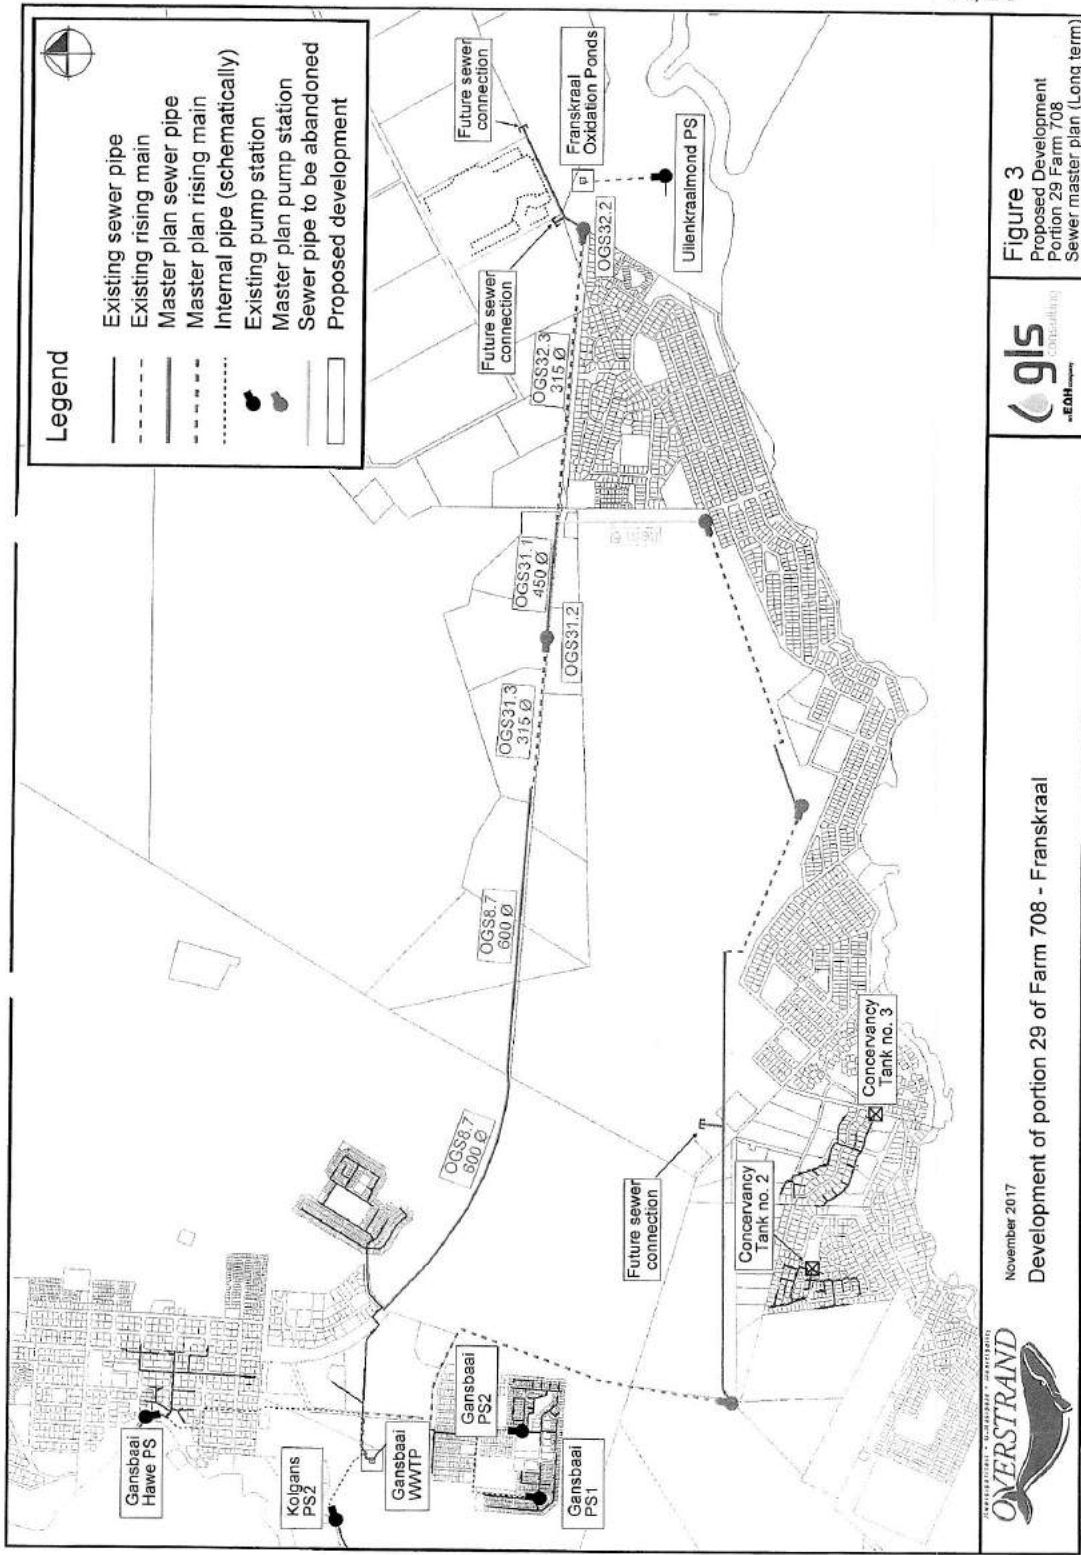 Legend
Existing sewer pipe
Existing rising main
Master plan sewer pipe
Master plan rising main
Internal pipe (schematically)
Existing pump station
Master plan pump station
Sewer pipe to be abandoned
Proposed development
Gansbaai
Hawe PS
Kolgans
PS2
Gansbaai
WWTP
Gansbaai
PS2
Gansbaai
PS1
OGS8.7
600 Ø
OGS8.7
600 Ø
OGS31.3
315 Ø
OGS31.1
450 Ø
OGS31.2
OGS32.3
315 Ø
OGS32.2
Future sewer
connection
Future sewer
connection
Franskraal
Oxidation Ponds
Uilenkraalmond PS
Future sewer
connection
Concervancy
Tank no. 2
Concervancy
Tank no. 3
OVERSTRAND
November 2017
Development of portion 29 of Farm 708 - Franskraal
gls
consulting
an EOH company
Figure 3
Proposed Development
Portion 29 Farm 708
Sewer master plan (Long term)